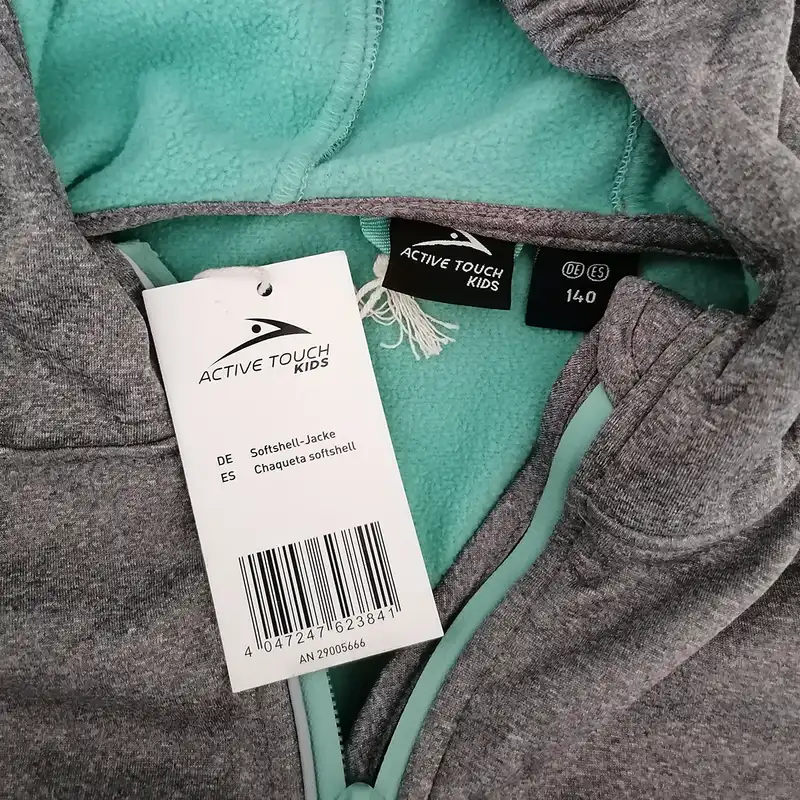 ACTIVE TOUCH
KIDS
DE ES
140
ACTIVE TOUCH
KIDS
DE Softshell-Jacke
ES Chaqueta softshell
4 047247 623841
AN 29005666